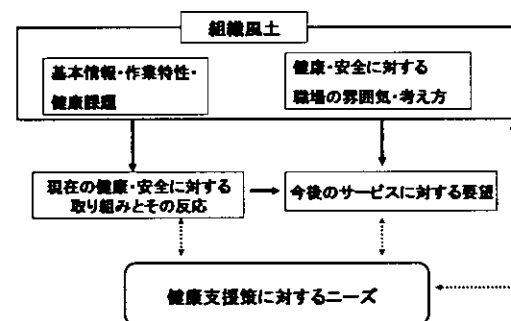 組織風土
基本情報・作業特性・
健康課題
健康・安全に対する
職場の雰囲気・考え方
現在の健康・安全に対する
取り組みとその反応
今後のサービスに対する要望
健康支援策に対するニーズ